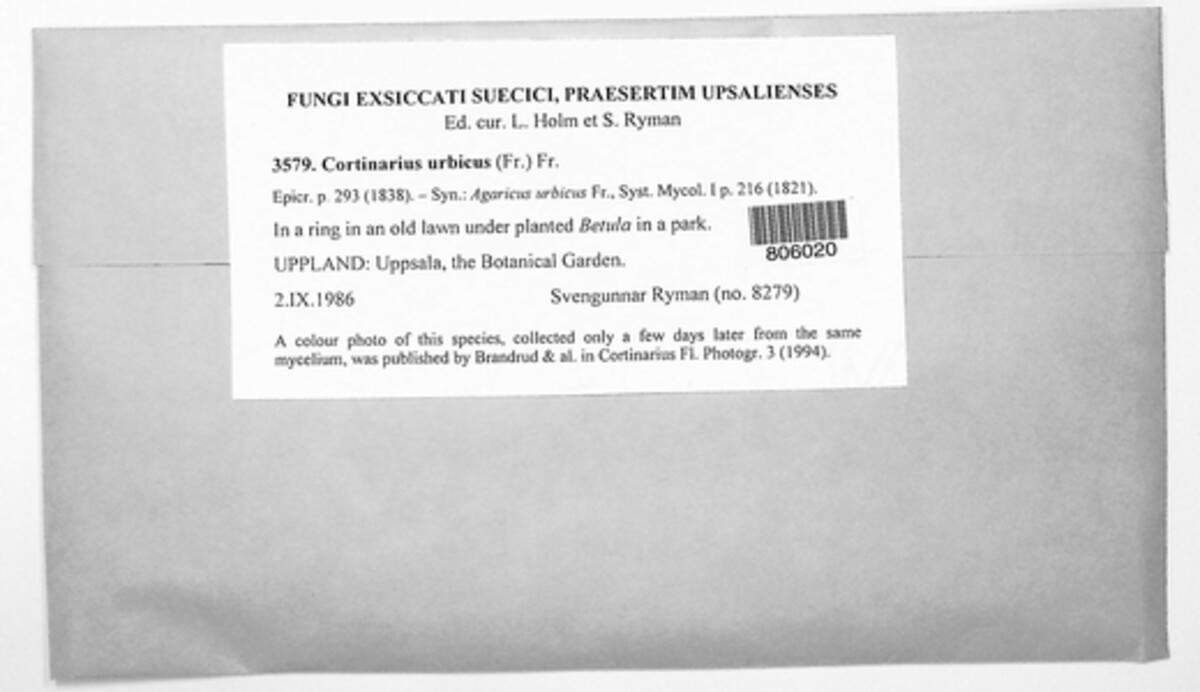 FUNGI EXSICCATI SUECICI, PRAESERTIM UPSALIENSES
Ed. cur. L. Holm et S. Ryman
3579. Cortinarius urbicus (Fr.) Fr.
Epicr. p. 293 (1838). – Syn.: Agaricus urbicus Fr., Syst. Mycol. I p. 216 (1821).
In a ring in an old lawn under planted Betula in a park.
806020
UPPLAND: Uppsala, the Botanical Garden.
2.IX.1986 Svengunnar Ryman (no. 8279)
A colour photo of this species, collected only a few days later from the same
mycelium, was published by Brandrud & al. in Cortinarius Fl. Photogr. 3 (1994).